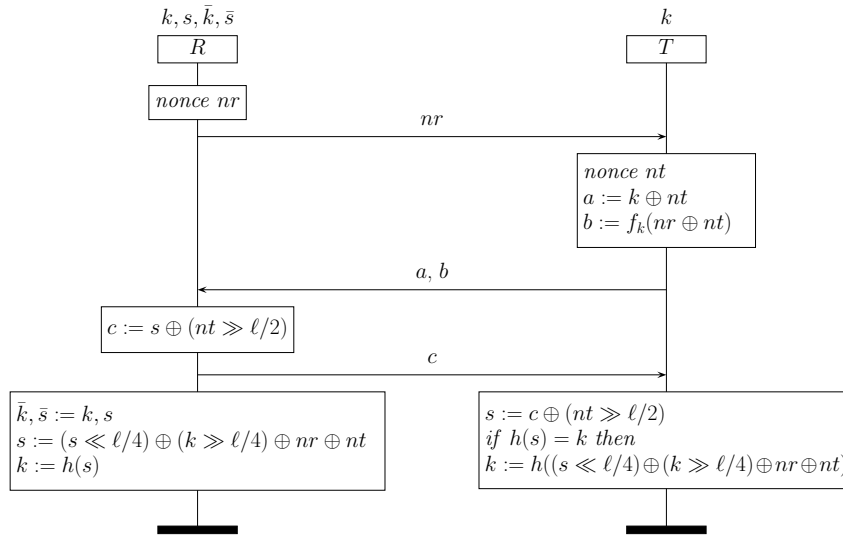 k, s, k̄, s̄
k
R
T
nonce nr
nr
nonce nt
a := k ⊕ nt
b := f_k(nr ⊕ nt)
a, b
c := s ⊕ (nt ≫ ℓ/2)
c
k̄, s̄ := k, s
s := (s ≪ ℓ/4) ⊕ (k ≫ ℓ/4) ⊕ nr ⊕ nt
k := h(s)
s := c ⊕ (nt ≫ ℓ/2)
if h(s) = k then
k := h((s ≪ ℓ/4) ⊕ (k ≫ ℓ/4) ⊕ nr ⊕ nt)